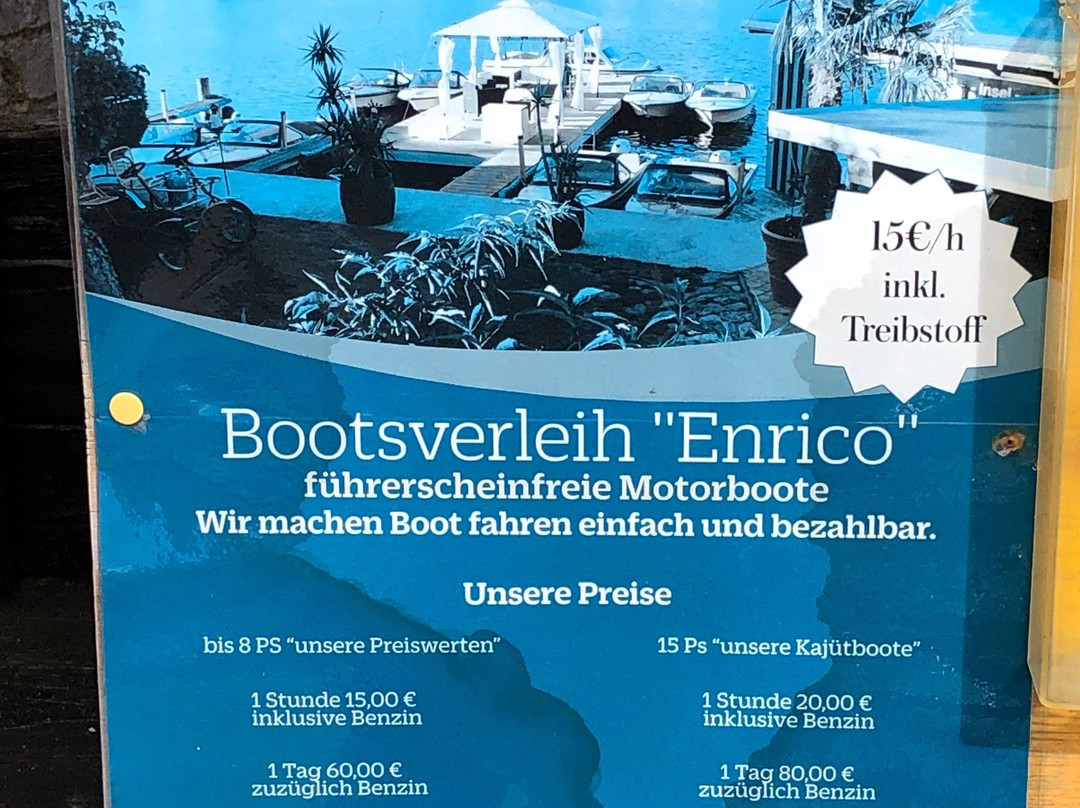 Insel
15€/h
inkl.
Treibstoff
Bootsverleih "Enrico"
führerscheinfreie Motorboote
Wir machen Boot fahren einfach und bezahlbar.
Unsere Preise
bis 8 PS “unsere Preiswerten”
1 Stunde 15,00 €
inklusive Benzin
1 Tag 60,00 €
zuzüglich Benzin
15 Ps “unsere Kajütboote”
1 Stunde 20,00 €
inklusive Benzin
1 Tag 80,00 €
zuzüglich Benzin